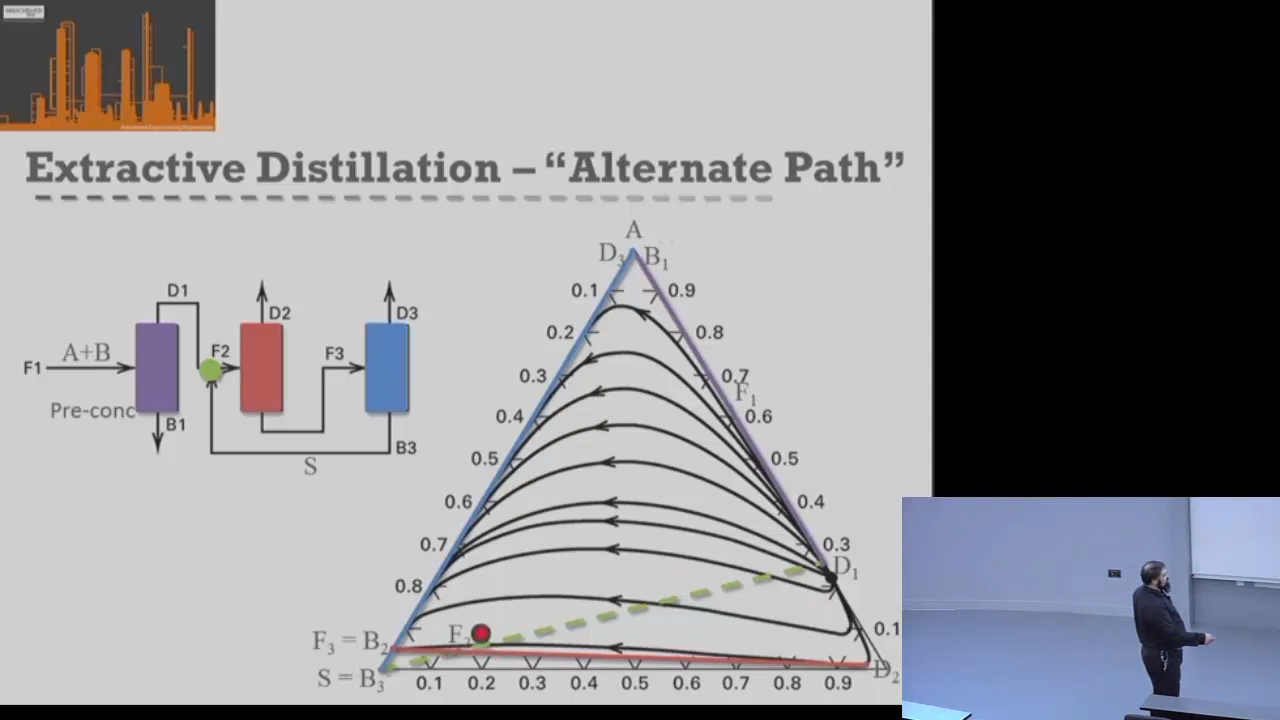 Extractive Distillation – “Alternate Path”
D1
D2
D3
F1
A+B
F2
F3
Pre-conc
B1
B3
S
A
D3
B1
0.1
0.9
0.2
0.8
0.3
0.7
F1
0.4
0.6
0.5
0.5
0.6
0.4
0.7
0.3
D1
0.8
0.1
F3 = B2
F2
S = B3
D2
0.1
0.2
0.3
0.4
0.5
0.6
0.7
0.8
0.9